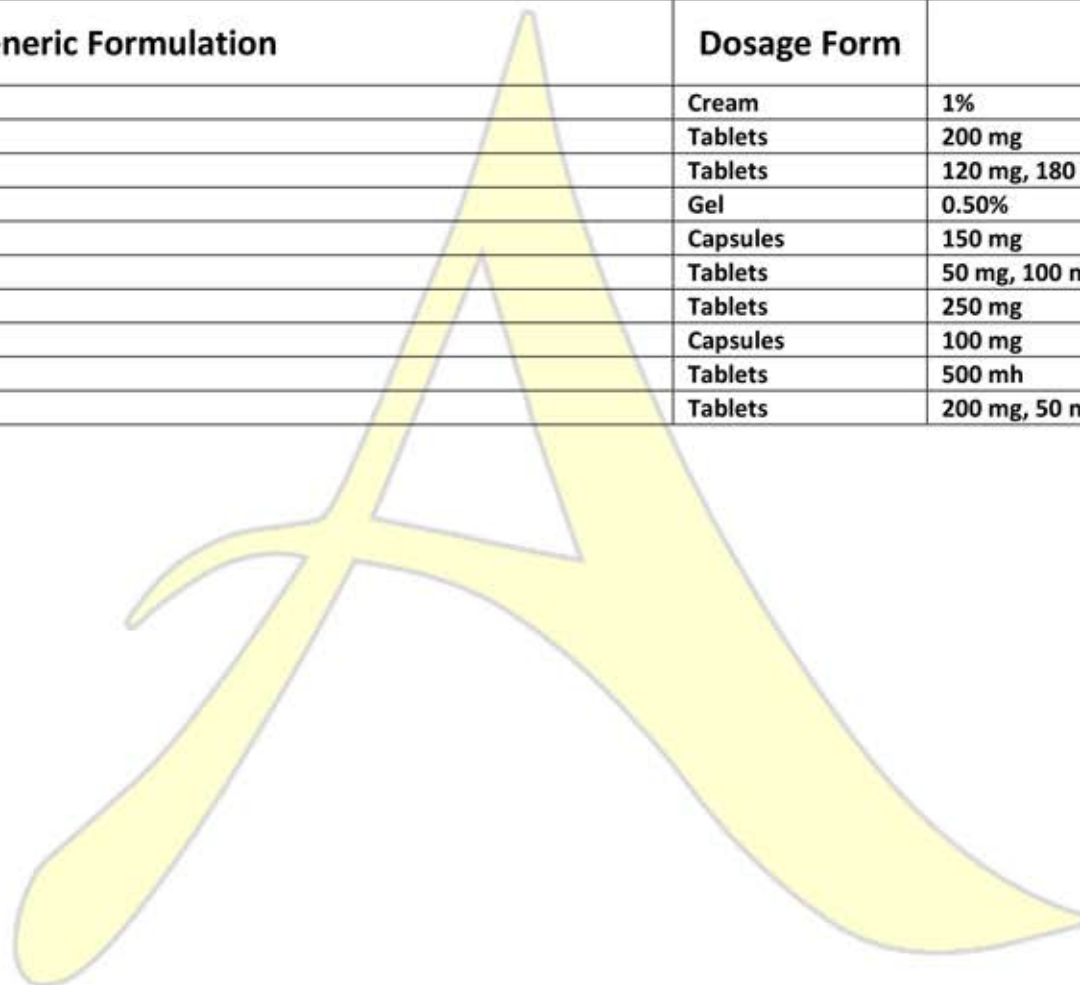 neric Formulation Dosage Form
Cream 1%
Tablets 200 mg
Tablets 120 mg, 180
Gel 0.50%
Capsules 150 mg
Tablets 50 mg, 100
Tablets 250 mg
Capsules 100 mg
Tablets 500 mh
Tablets 200 mg, 50